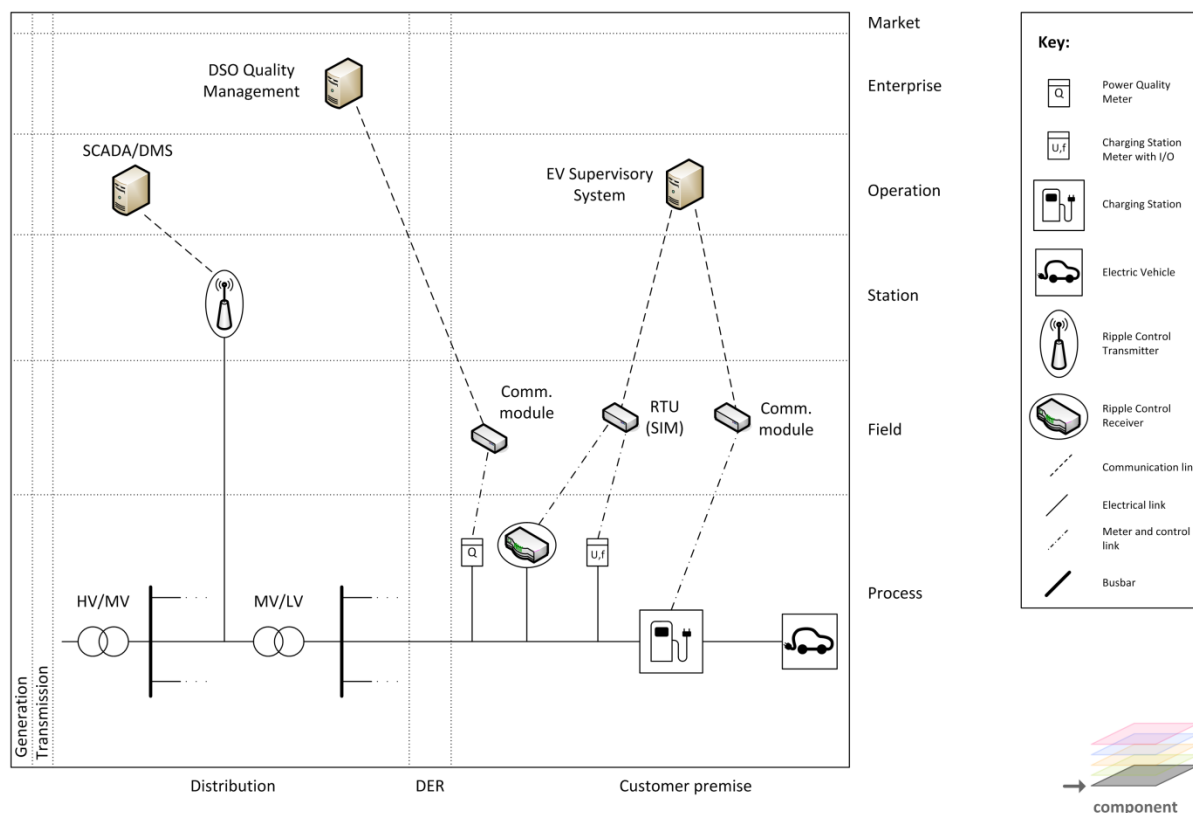 Market
Enterprise
Operation
Station
Field
Process
DSO Quality
Management
SCADA/DMS
EV Supervisory
System
Comm.
module
RTU
(SIM)
Comm.
module
Q
U,f
HV/MV
MV/LV
Generation
Transmission
Distribution
DER
Customer premise
Key:
Q
Power Quality
Meter
U,f
Charging Station
Meter with I/O
Charging Station
Electric Vehicle
Ripple Control
Transmitter
Ripple Control
Receiver
Communication lin
Electrical link
Meter and control
link
Busbar
component